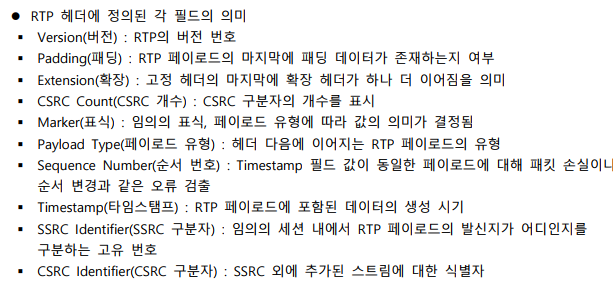 ● RTP 헤더에 정의된 각 필드의 의미
▪ Version(버전) : RTP의 버전 번호
▪ Padding(패딩) : RTP 페이로드의 마지막에 패딩 데이터가 존재하는지 여부
▪ Extension(확장) : 고정 헤더의 마지막에 확장 헤더가 하나 더 이어짐을 의미
▪ CSRC Count(CSRC 개수) : CSRC 구분자의 개수를 표시
▪ Marker(표식) : 임의의 표식, 페이로드 유형에 따라 값의 의미가 결정됨
▪ Payload Type(페이로드 유형) : 헤더 다음에 이어지는 RTP 페이로드의 유형
▪ Sequence Number(순서 번호) : Timestamp 필드 값이 동일한 페이로드에 대해 패킷 손실이나
순서 변경과 같은 오류 검출
▪ Timestamp(타임스탬프) : RTP 페이로드에 포함된 데이터의 생성 시기
▪ SSRC Identifier(SSRC 구분자) : 임의의 세션 내에서 RTP 페이로드의 발신지가 어디인지를
구분하는 고유 번호
▪ CSRC Identifier(CSRC 구분자) : SSRC 외에 추가된 스트림에 대한 식별자